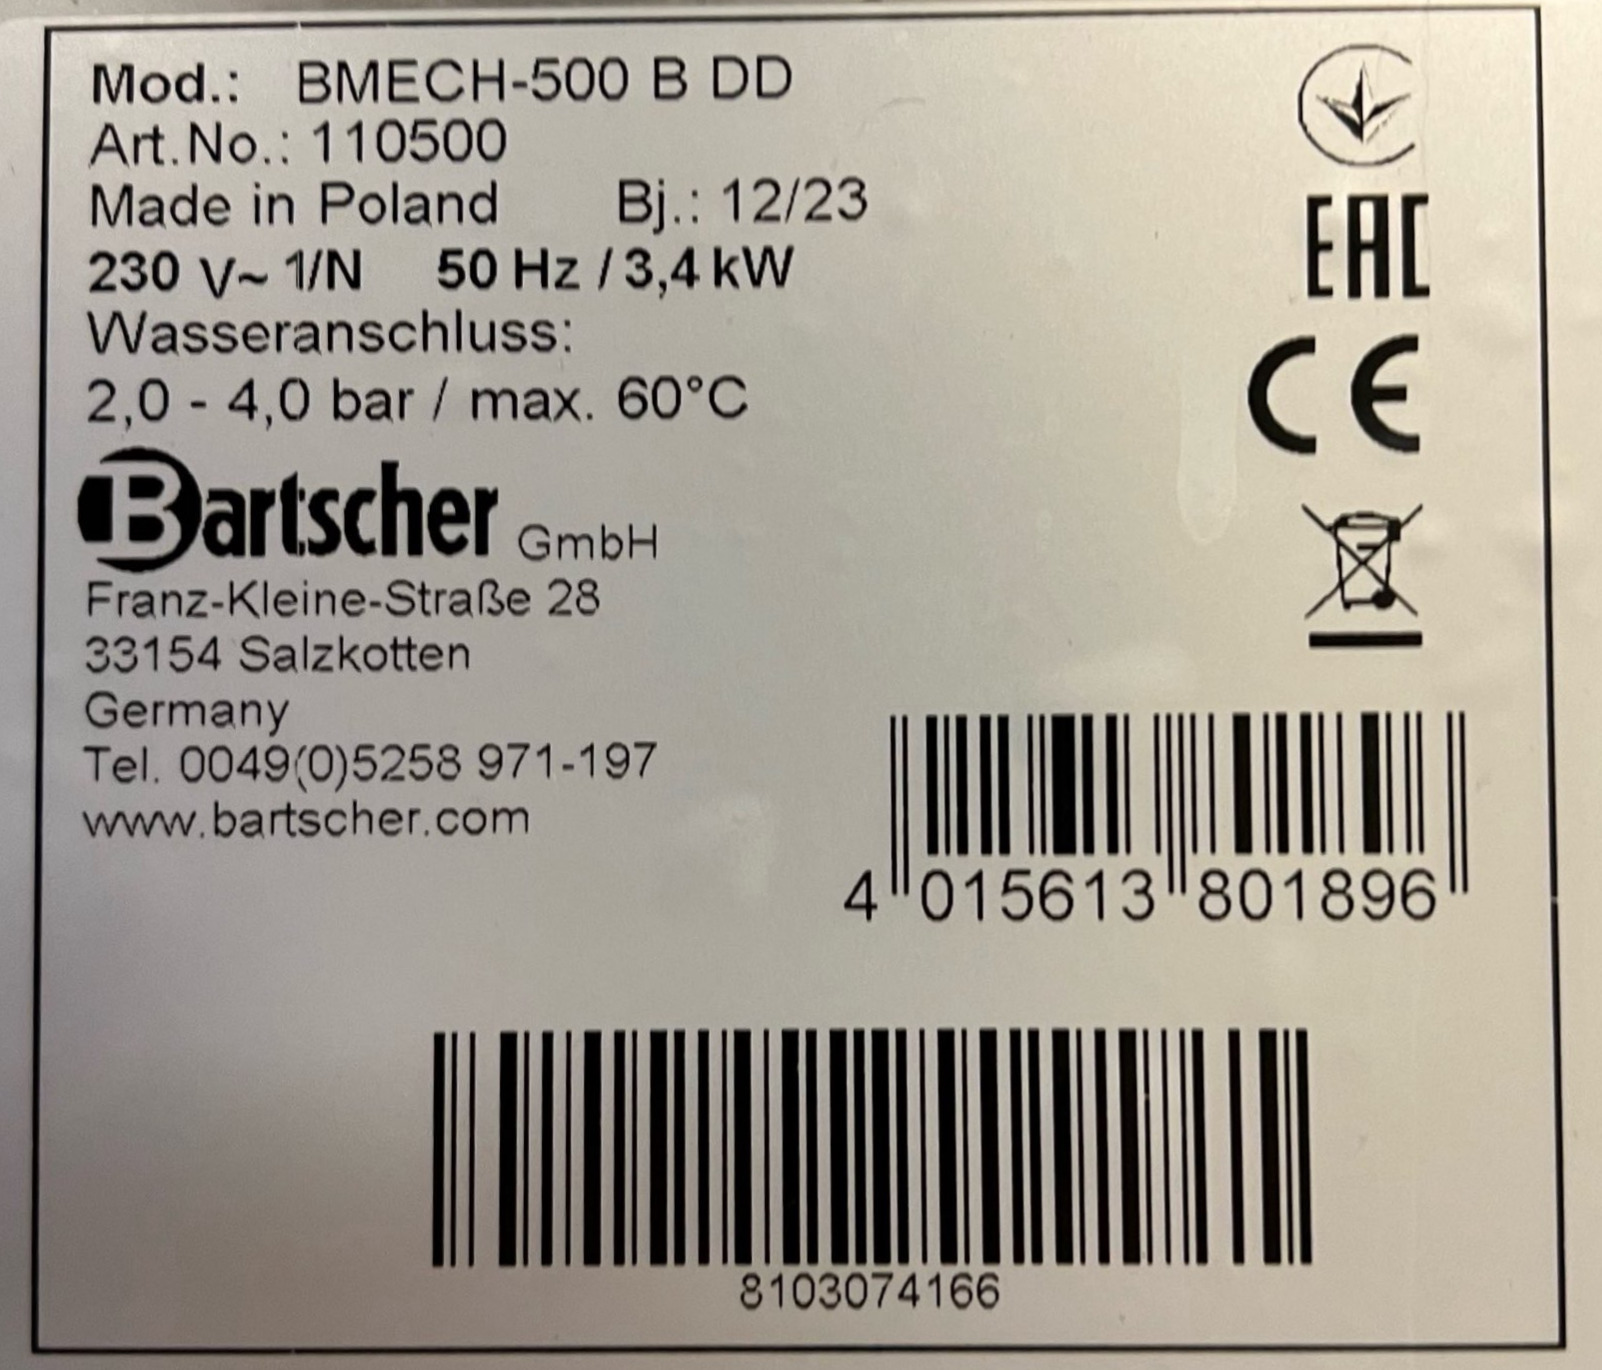 Mod.: BMECH-500 B DD
Art.No.: 110500
Made in Poland Bj.: 12/23
230 V~ 1/N 50 Hz / 3,4 kW
Wasseranschluss:
2,0 - 4,0 bar / max. 60°C
Bartscher GmbH
Franz-Kleine-Straße 28
33154 Salzkotten
Germany
Tel. 0049(0)5258 971-197
www.bartscher.com
EAC
CE
4 015613 801896
8103074166